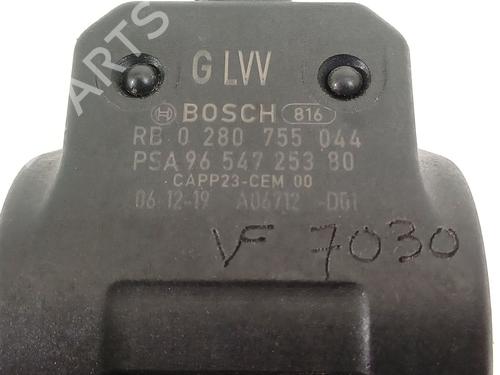 G LVV
BOSCH 816
RB 0 280 755 044
PSA 96 547 253 80
CAPP23-CEM 00
06-12-19 A06712 -D01
VF 7030
ARTS